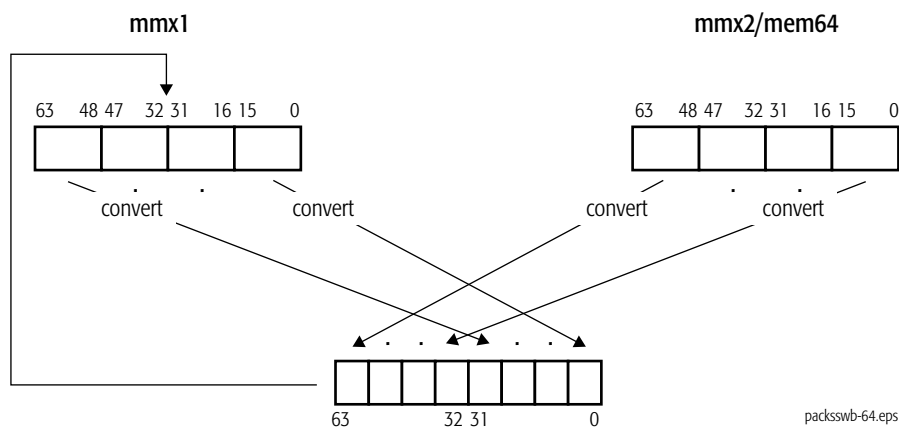 mmx1 mmx2/mem64
63 48 47 32 31 16 15 0 63 48 47 32 31 16 15 0
. . . .
convert convert convert convert
. . . .
63 32 31 0
packsswb-64.eps